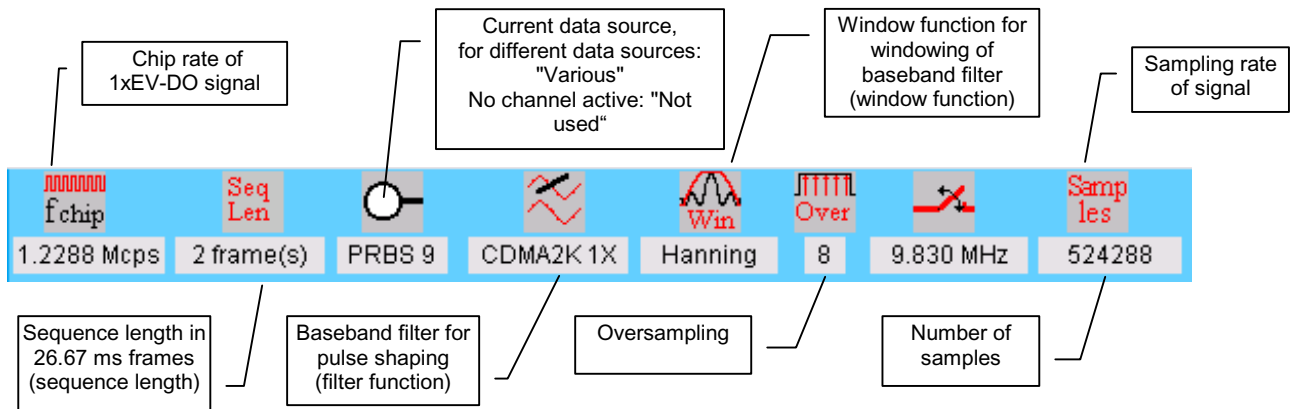 Chip rate of
1xEV-DO signal
Current data source,
for different data sources:
"Various"
No channel active: "Not
used“
Window function for
windowing of
baseband filter
(window function)
Sampling rate
of signal
f chip
Seq
Len
Win
Over
Samp
les
1.2288 Mcps
2 frame(s)
PRBS 9
CDMA2K 1X
Hanning
8
9.830 MHz
524288
Sequence length in
26.67 ms frames
(sequence length)
Baseband filter for
pulse shaping
(filter function)
Oversampling
Number of
samples